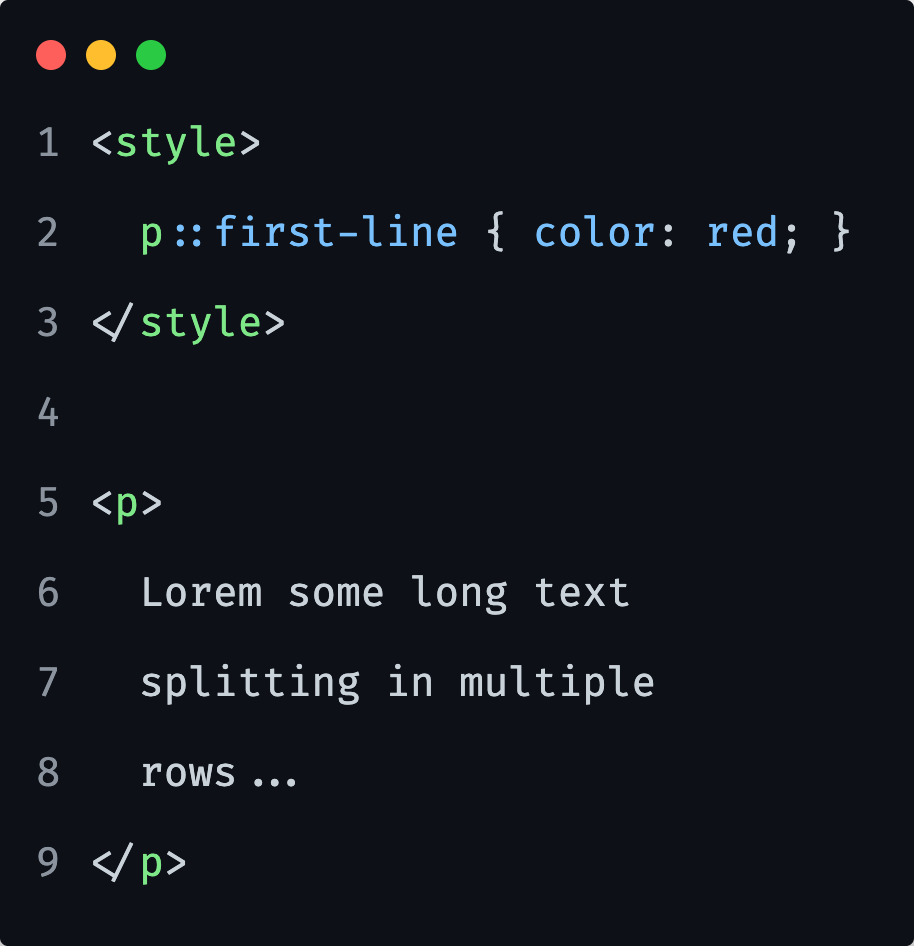 1 <style>
2   p::first-line { color: red; }
3 </style>
4
5 <p>
6   Lorem some long text
7   splitting in multiple
8   rows...
9 </p>